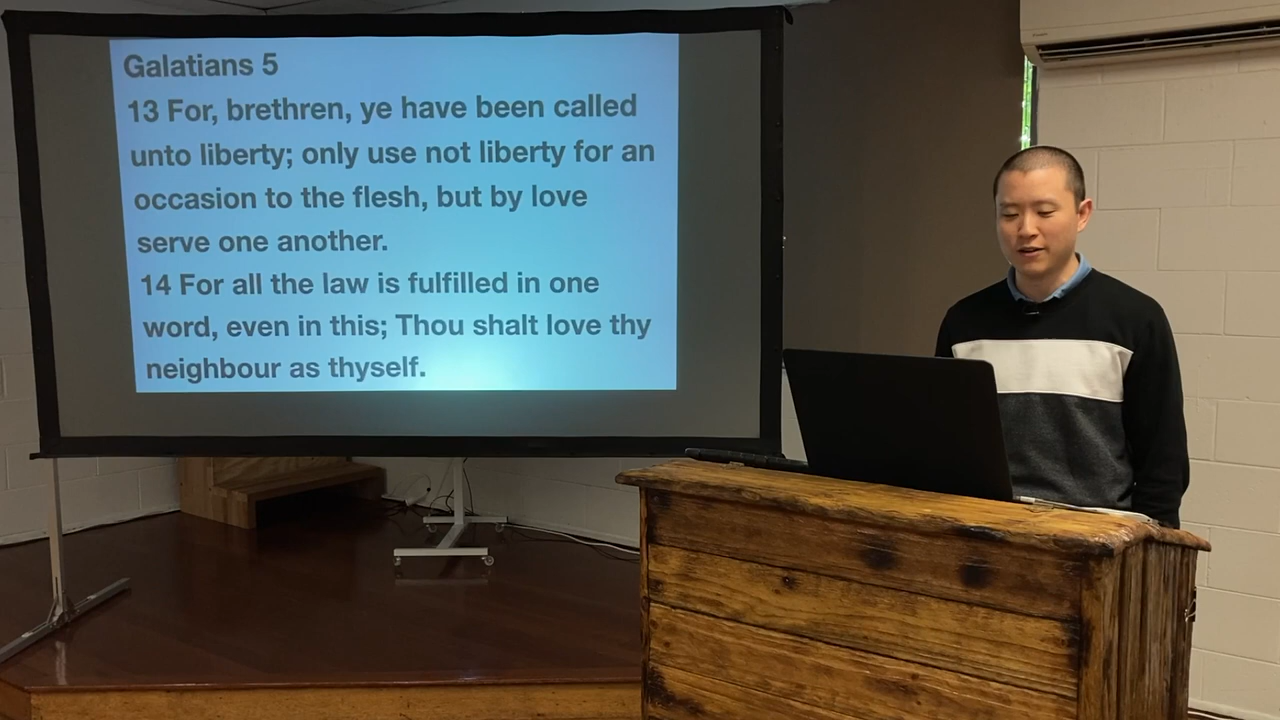 Galatians 5
13 For, brethren, ye have been called
unto liberty; only use not liberty for an
occasion to the flesh, but by love
serve one another.
14 For all the law is fulfilled in one
word, even in this; Thou shalt love thy
neighbour as thyself.